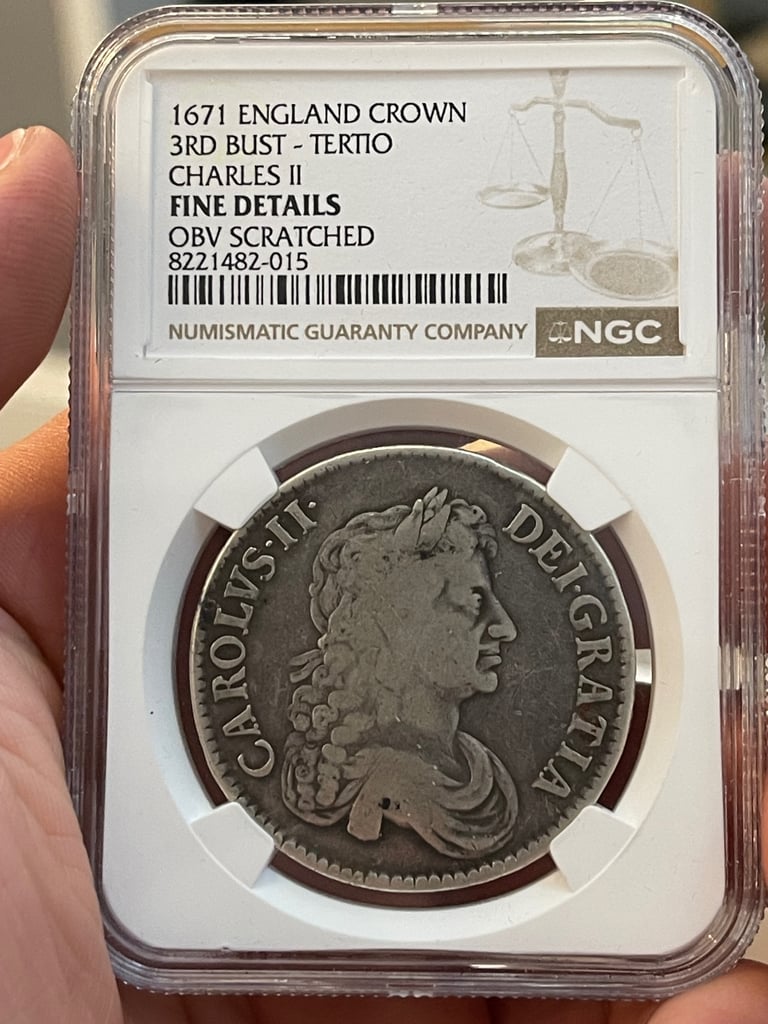 1671 ENGLAND CROWN
3RD BUST - TERTIO
CHARLES II
FINE DETAILS
OBV SCRATCHED
8221482-015
NUMISMATIC GUARANTY COMPANY
NGC
CAROLVS·II·
DEI·GRATIA